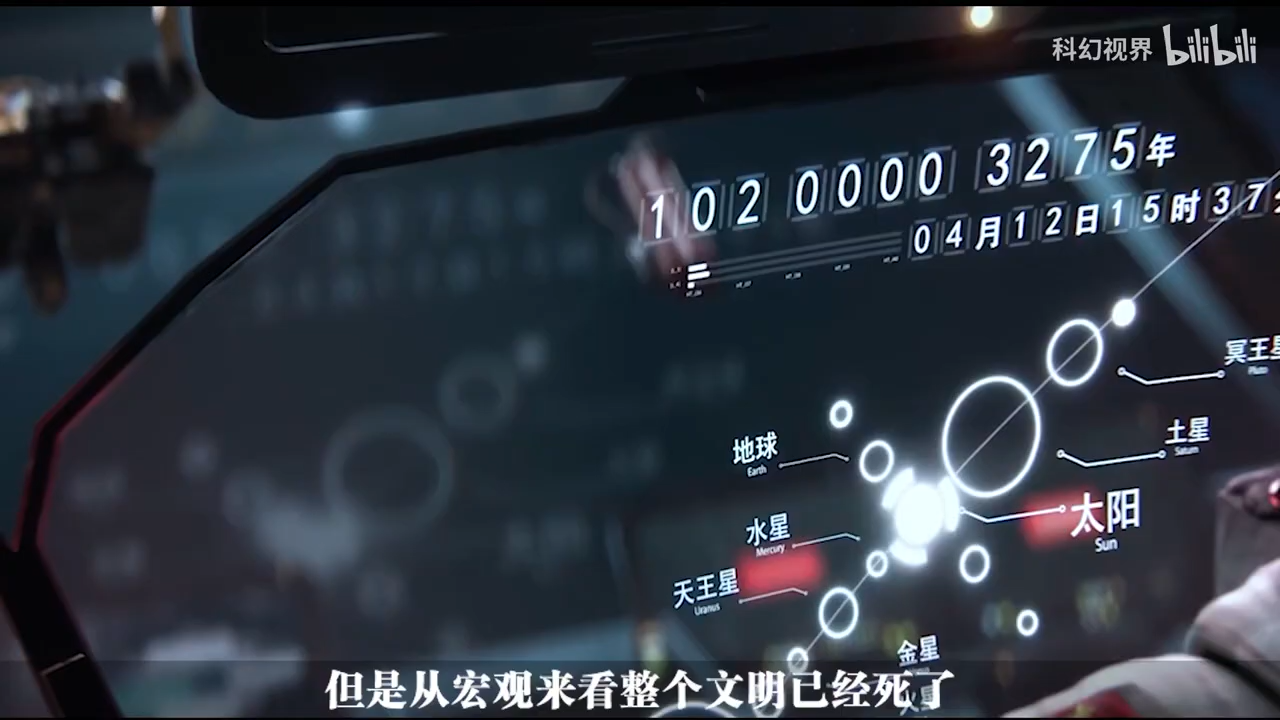 科幻视界 bilibili
102 0000 3275年
04月12日15时37
冥王星
Pluto
地球
Earth
土星
Saturn
太阳
Sun
水星
Mercury
天王星
Uranus
金星
火星
但是从宏观来看整个文明已经死了